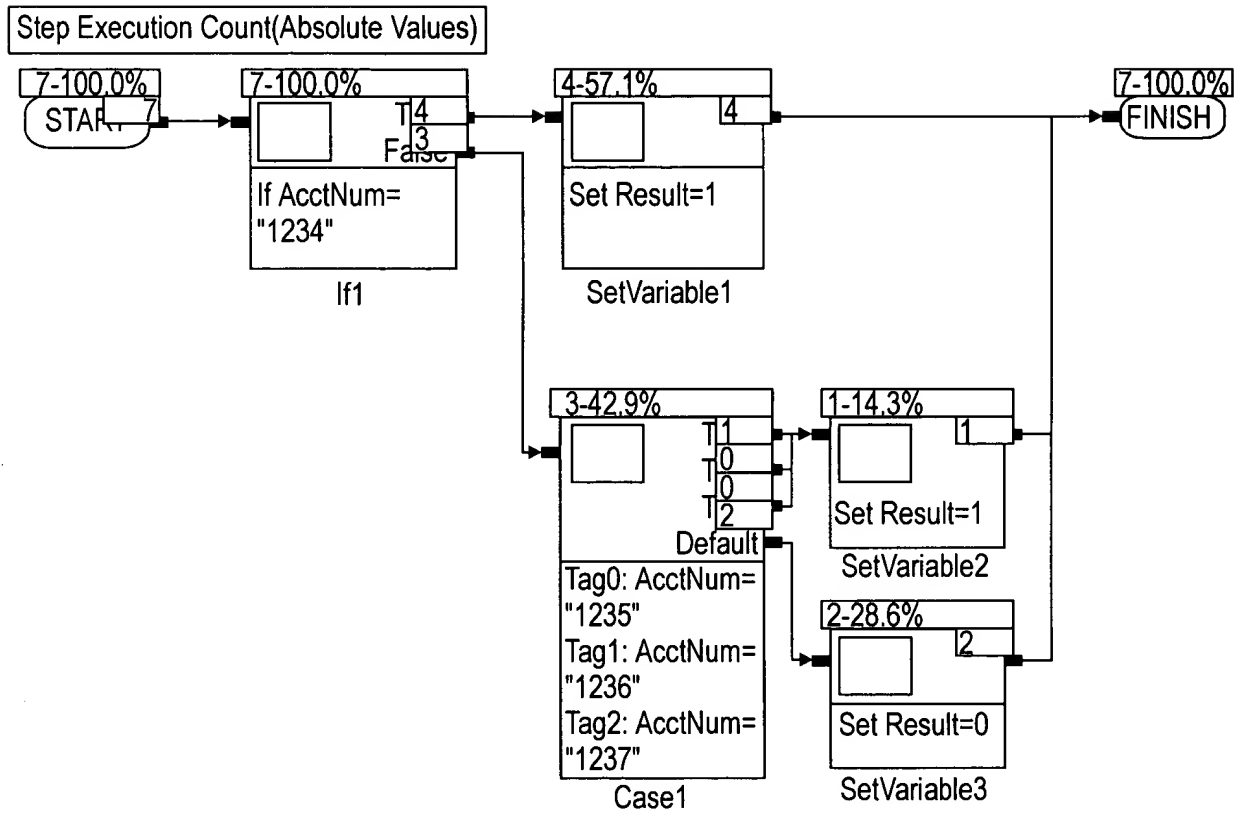 Step Execution Count(Absolute Values)
7-100.0%
7
START
7-100.0%
T 4
3
False
If AcctNum=
"1234"
If1
4-57.1%
4
Set Result=1
SetVariable1
7-100.0%
FINISH
3-42.9%
T 1
T 0
T 0
2
Default
Tag0: AcctNum=
"1235"
Tag1: AcctNum=
"1236"
Tag2: AcctNum=
"1237"
Case1
1-14.3%
1
Set Result=1
SetVariable2
2-28.6%
2
Set Result=0
SetVariable3